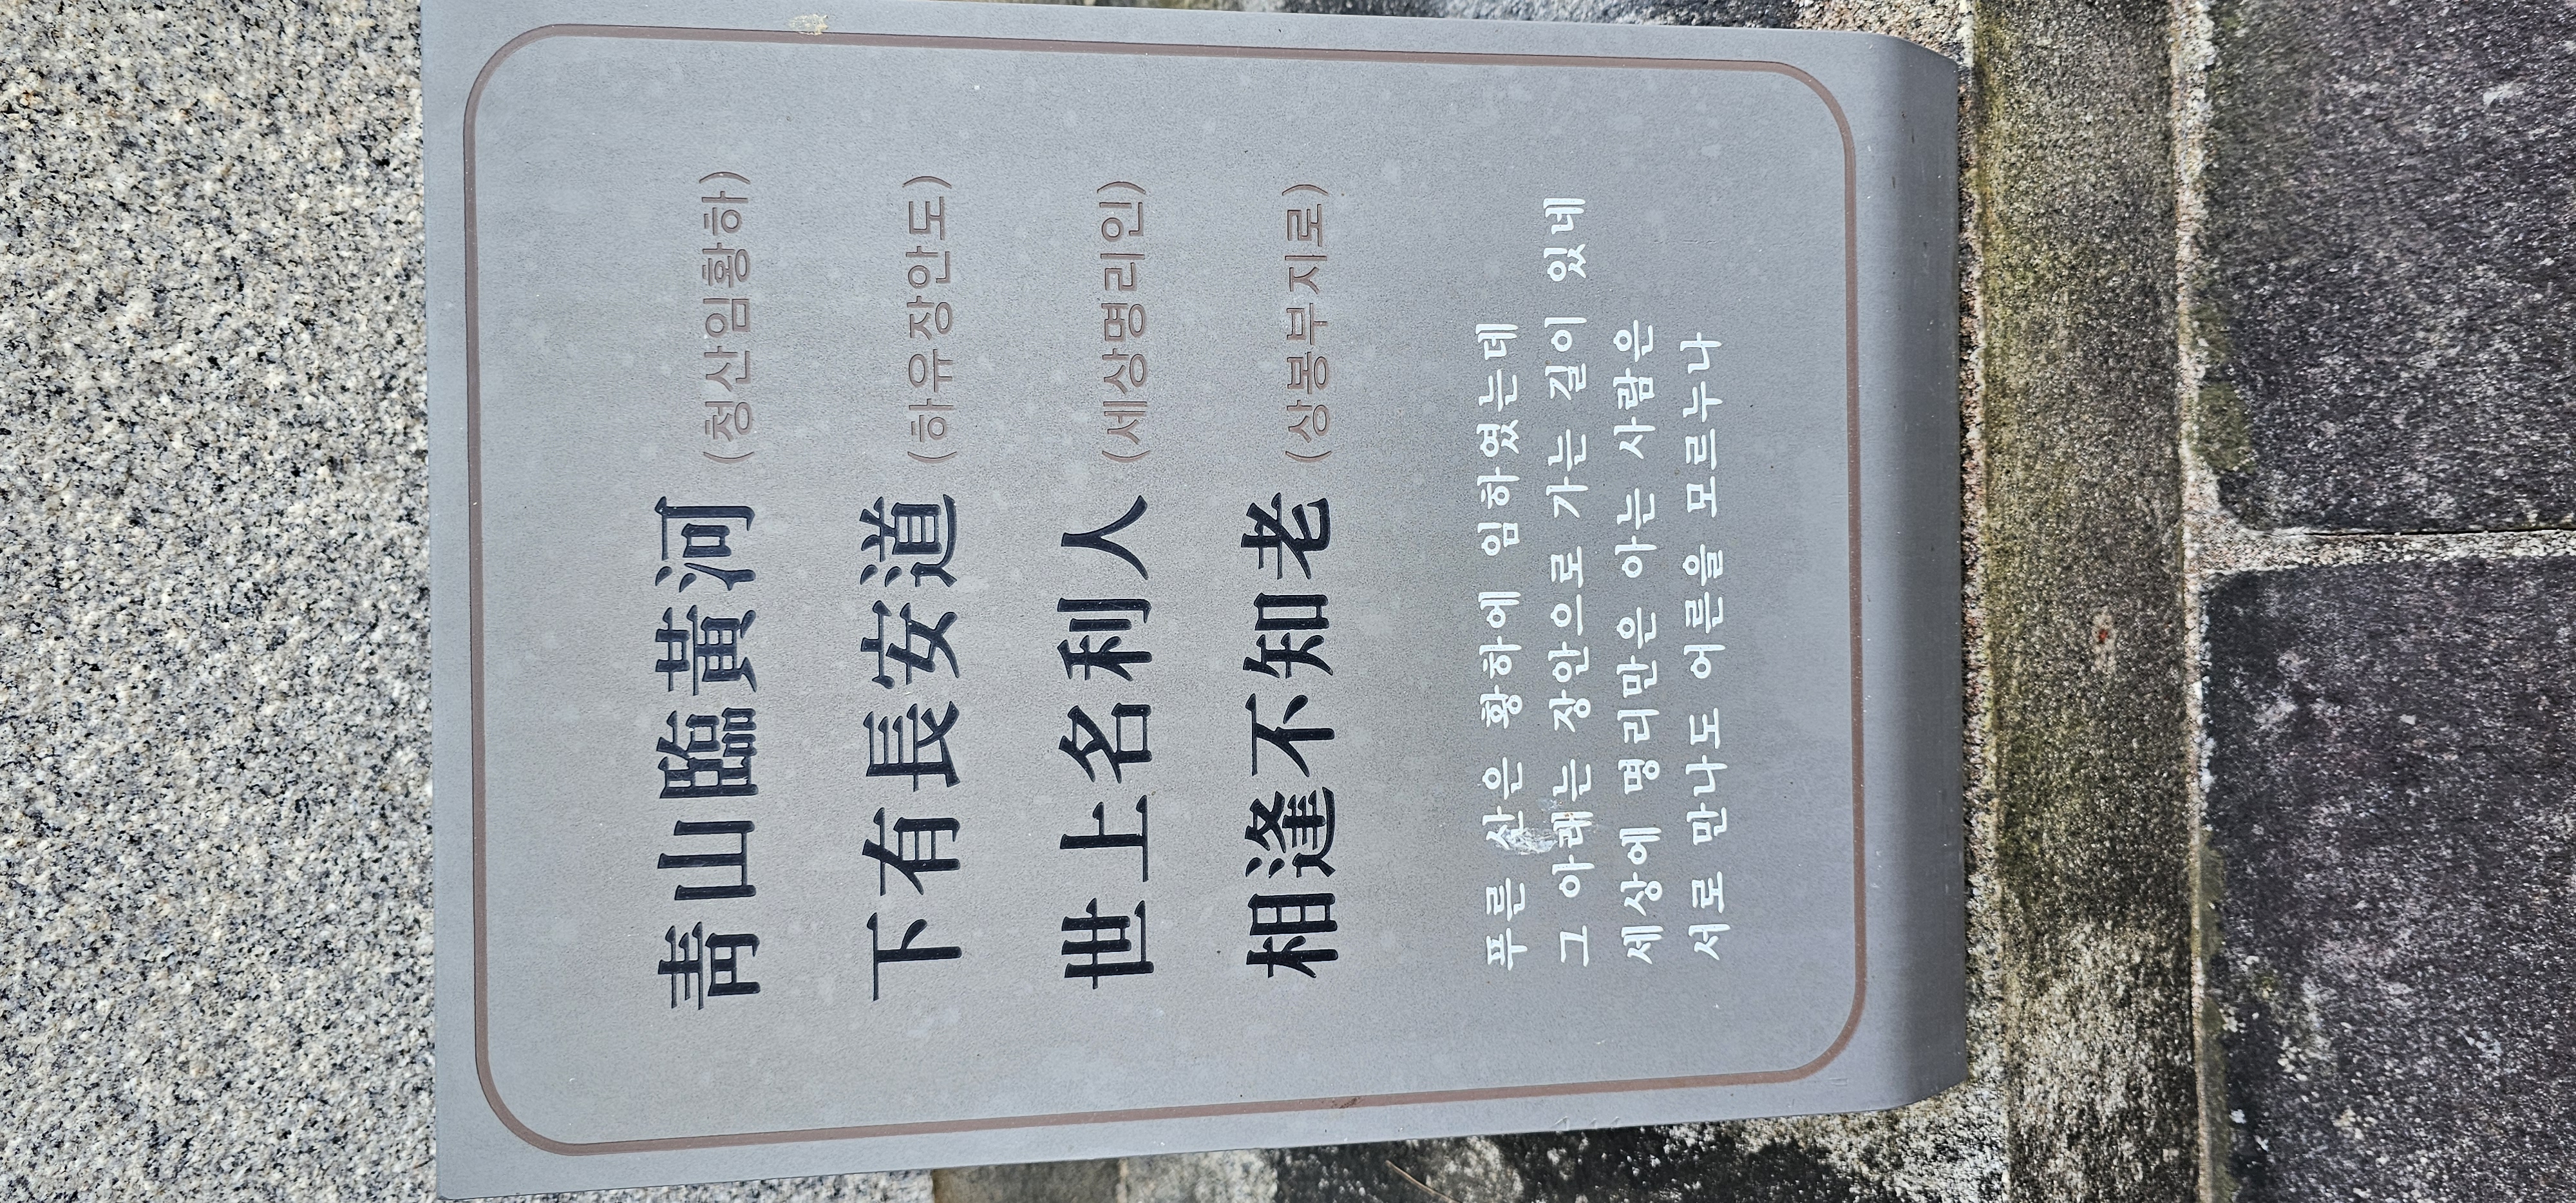 靑山臨黃河 (청산임황하)
下有長安道 (하유장안도)
世上名利人 (세상명리인)
相逢不知老 (상봉부지로)
푸른 산은 황하에 임하였는데
그 아래는 장안으로 가는 길이 있네
세상에 명리만은 아는 사람은
서로 만나도 어른을 모르누나